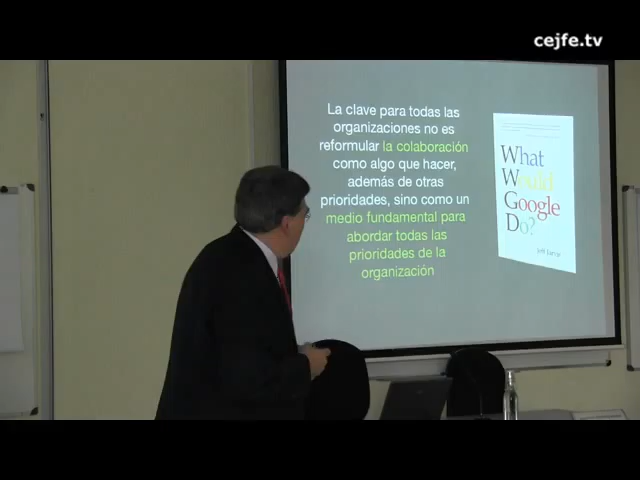 cejfe.tv
La clave para todas las
organizaciones no es
reformular la colaboración
como algo que hacer,
además de otras
prioridades, sino como un
medio fundamental para
abordar todas las
prioridades de la
organización
What
Would
Google
Do?
Jeff Jarvis